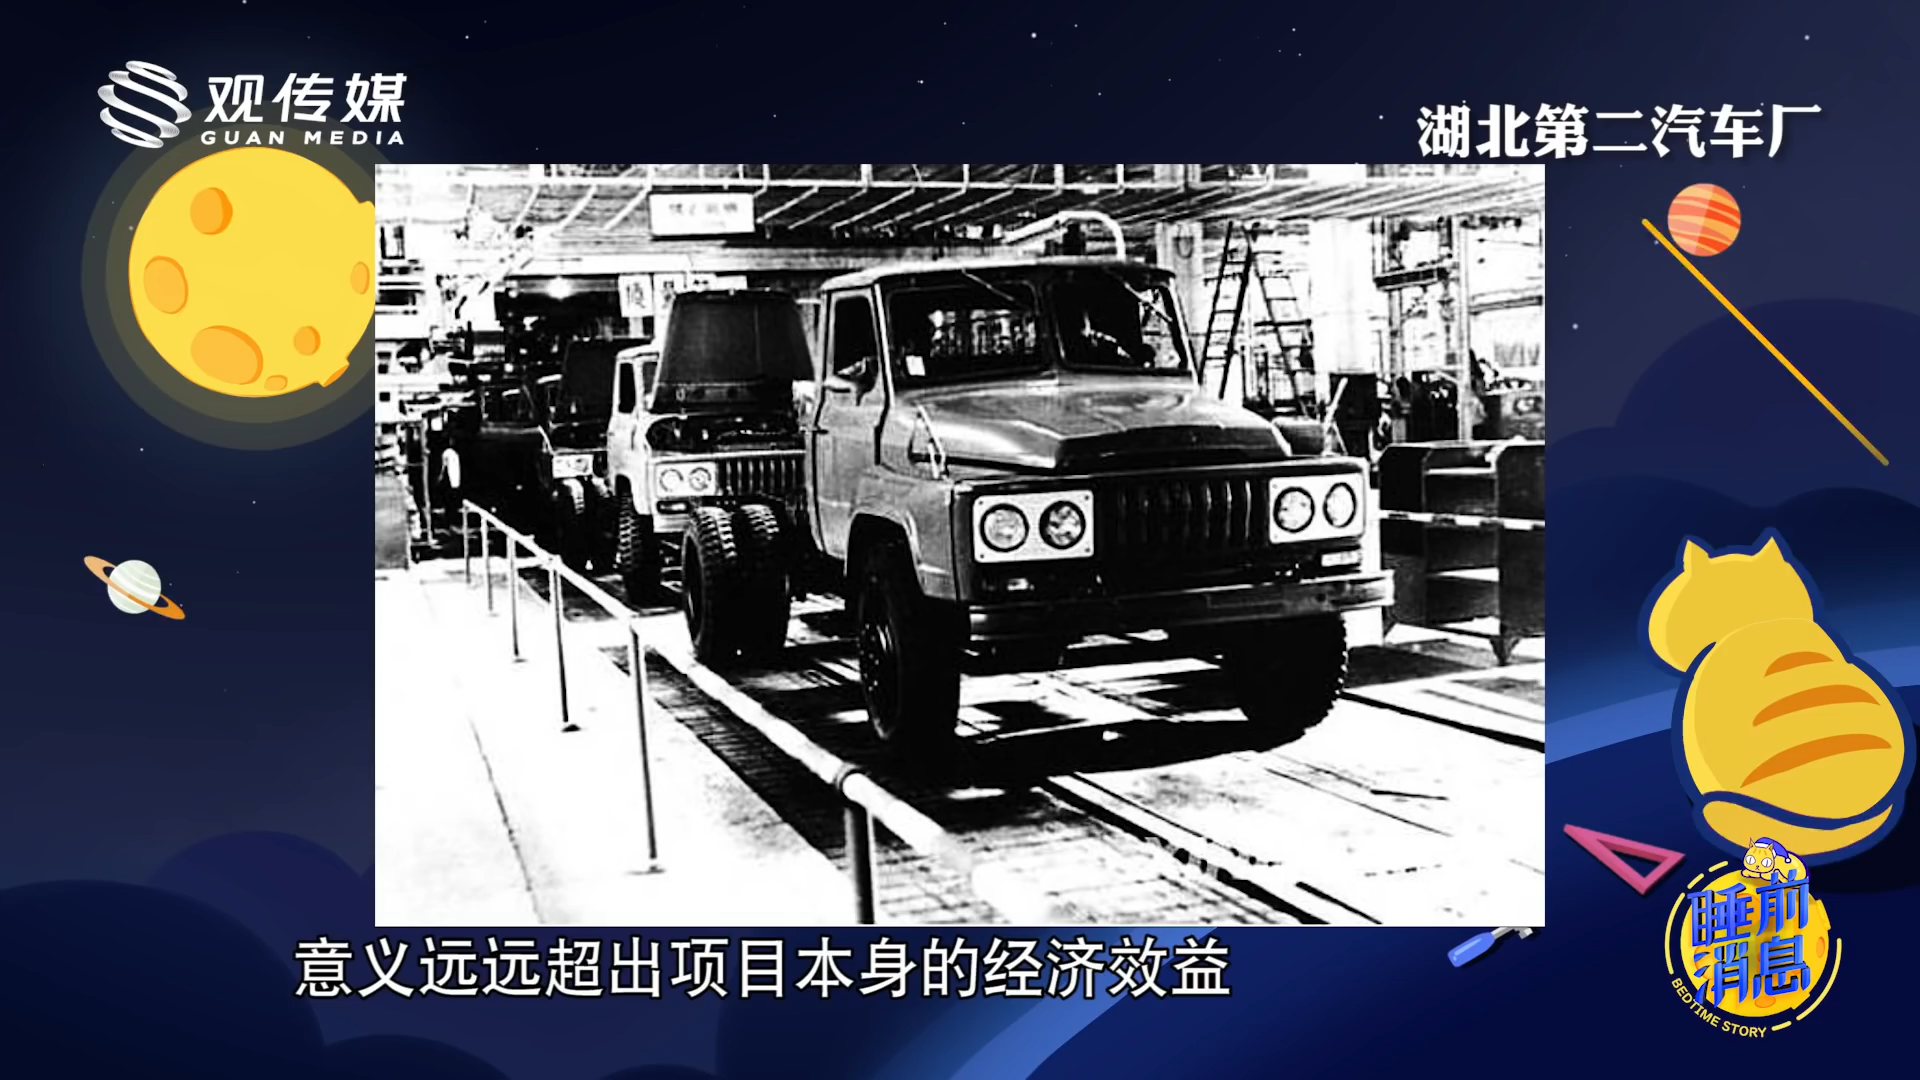 观传媒
GUAN MEDIA
湖北第二汽车厂
意义远远超出项目本身的经济效益
睡前
消息
BEDTIME STORY